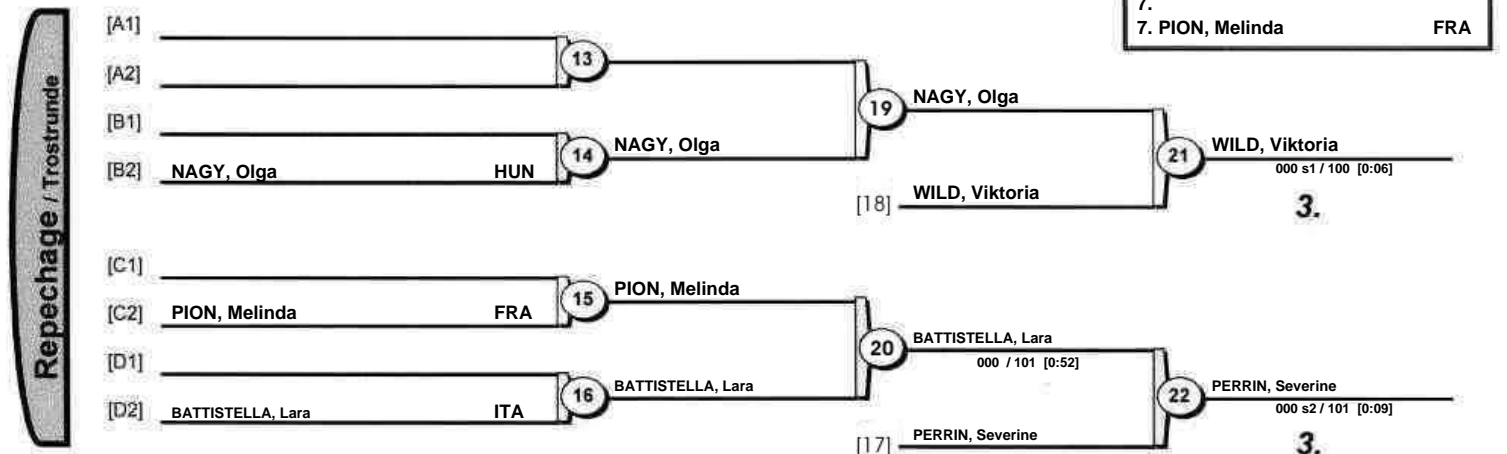 7.
7. PION, Melinda FRA
Repechage / Trostrunde
[A1]
13
[A2]
19 NAGY, Olga
[B1]
14 NAGY, Olga
21 WILD, Viktoria
000 s1 / 100 [0:06]
[B2] NAGY, Olga HUN
[18] WILD, Viktoria
3.
[C1]
15 PION, Melinda
[C2] PION, Melinda FRA
20 BATTISTELLA, Lara
000 / 101 [0:52]
[D1]
16 BATTISTELLA, Lara
22 PERRIN, Severine
000 s2 / 101 [0:09]
[D2] BATTISTELLA, Lara ITA
[17] PERRIN, Severine
3.